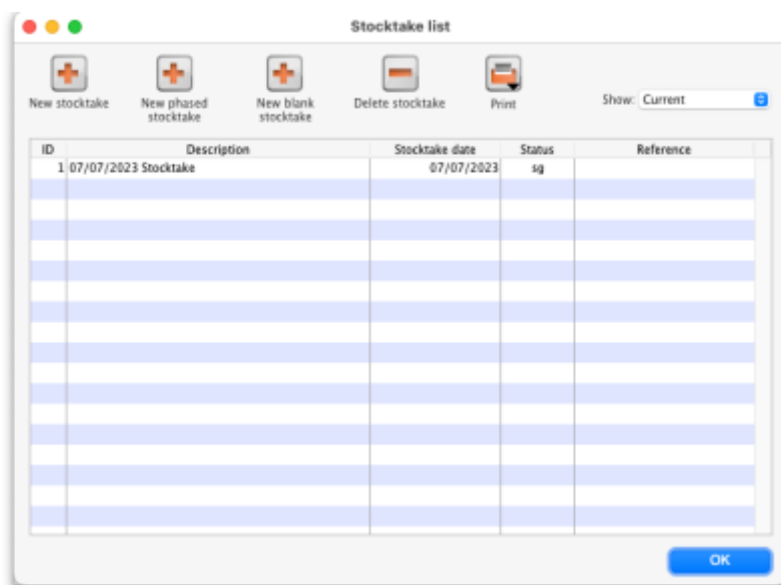 Stocktake list
New stocktake
New phased
stocktake
New blank
stocktake
Delete stocktake
Print
Show: Current
ID Description Stocktake date Status Reference
1 07/07/2023 Stocktake 07/07/2023 sg
OK